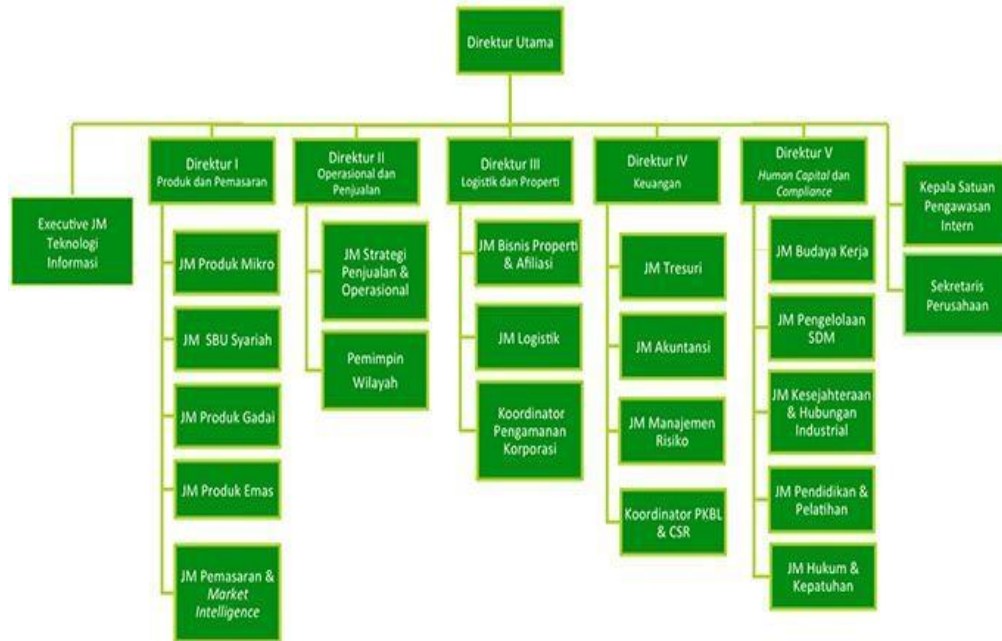 Direktur Utama
Direktur I
Produk dan Pemasaran
Direktur II
Operasional dan
Penjualan
Direktur III
Logistik dan Properti
Direktur IV
Keuangan
Direktur V
Human Capital dan
Compliance
Executive JM
Teknologi
Informasi
Kepala Satuan
Pengawasan
Intern
Sekretaris
Perusahaan
JM Produk Mikro
JM SBU Syariah
JM Produk Gadai
JM Produk Emas
JM Pemasaran &
Market
Intelligence
JM Strategi
Penjualan &
Operasional
Pemimpin
Wilayah
JM Bisnis Properti
& Afiliasi
JM Logistik
Koordinator
Pengamanan
Korporasi
JM Tresuri
JM Akuntansi
JM Manajemen
Risiko
Koordinator PKBL
& CSR
JM Budaya Kerja
JM Pengelolaan
SDM
JM Kesejahteraan
& Hubungan
Industrial
JM Pendidikan &
Pelatihan
JM Hukum &
Kepatuhan